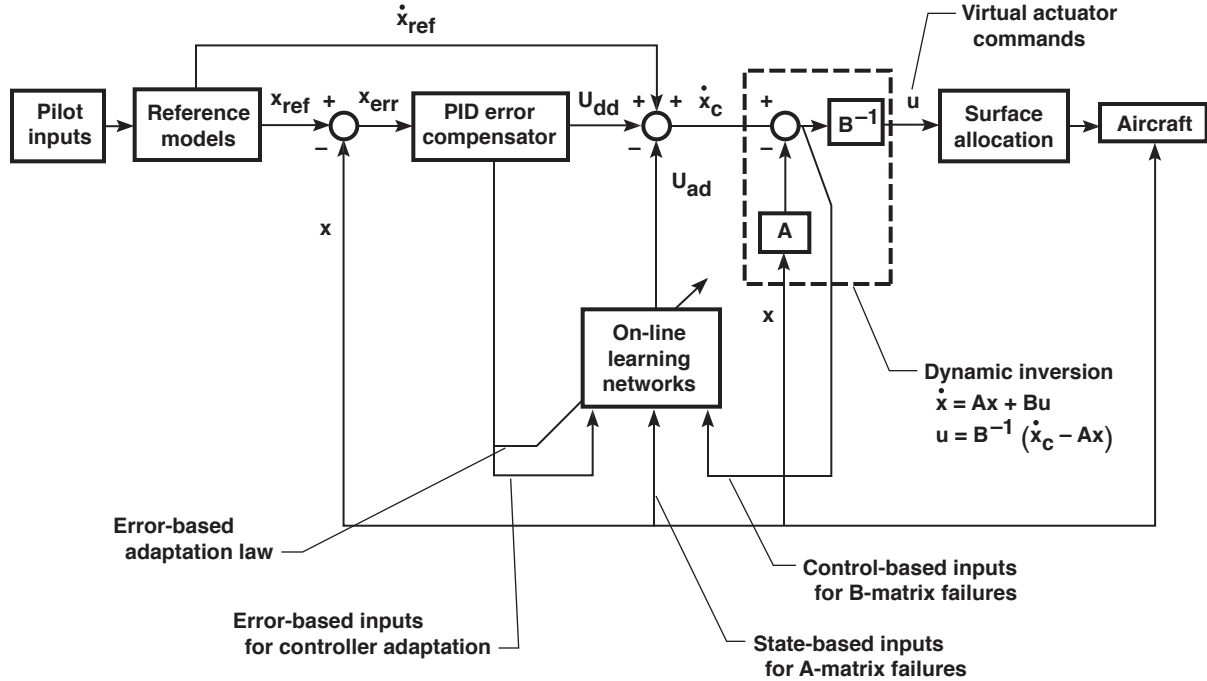 Virtual actuator
commands
ẋref
Pilot
inputs
Reference
models
xref
+
−
xerr
PID error
compensator
Udd
+
+
−
ẋc
+
−
B−1
u
Surface
allocation
Aircraft
Uad
x
A
x
On-line
learning
networks
Dynamic inversion
ẋ = Ax + Bu
u = B−1 (ẋc – Ax)
Error-based
adaptation law
Control-based inputs
for B-matrix failures
Error-based inputs
for controller adaptation
State-based inputs
for A-matrix failures